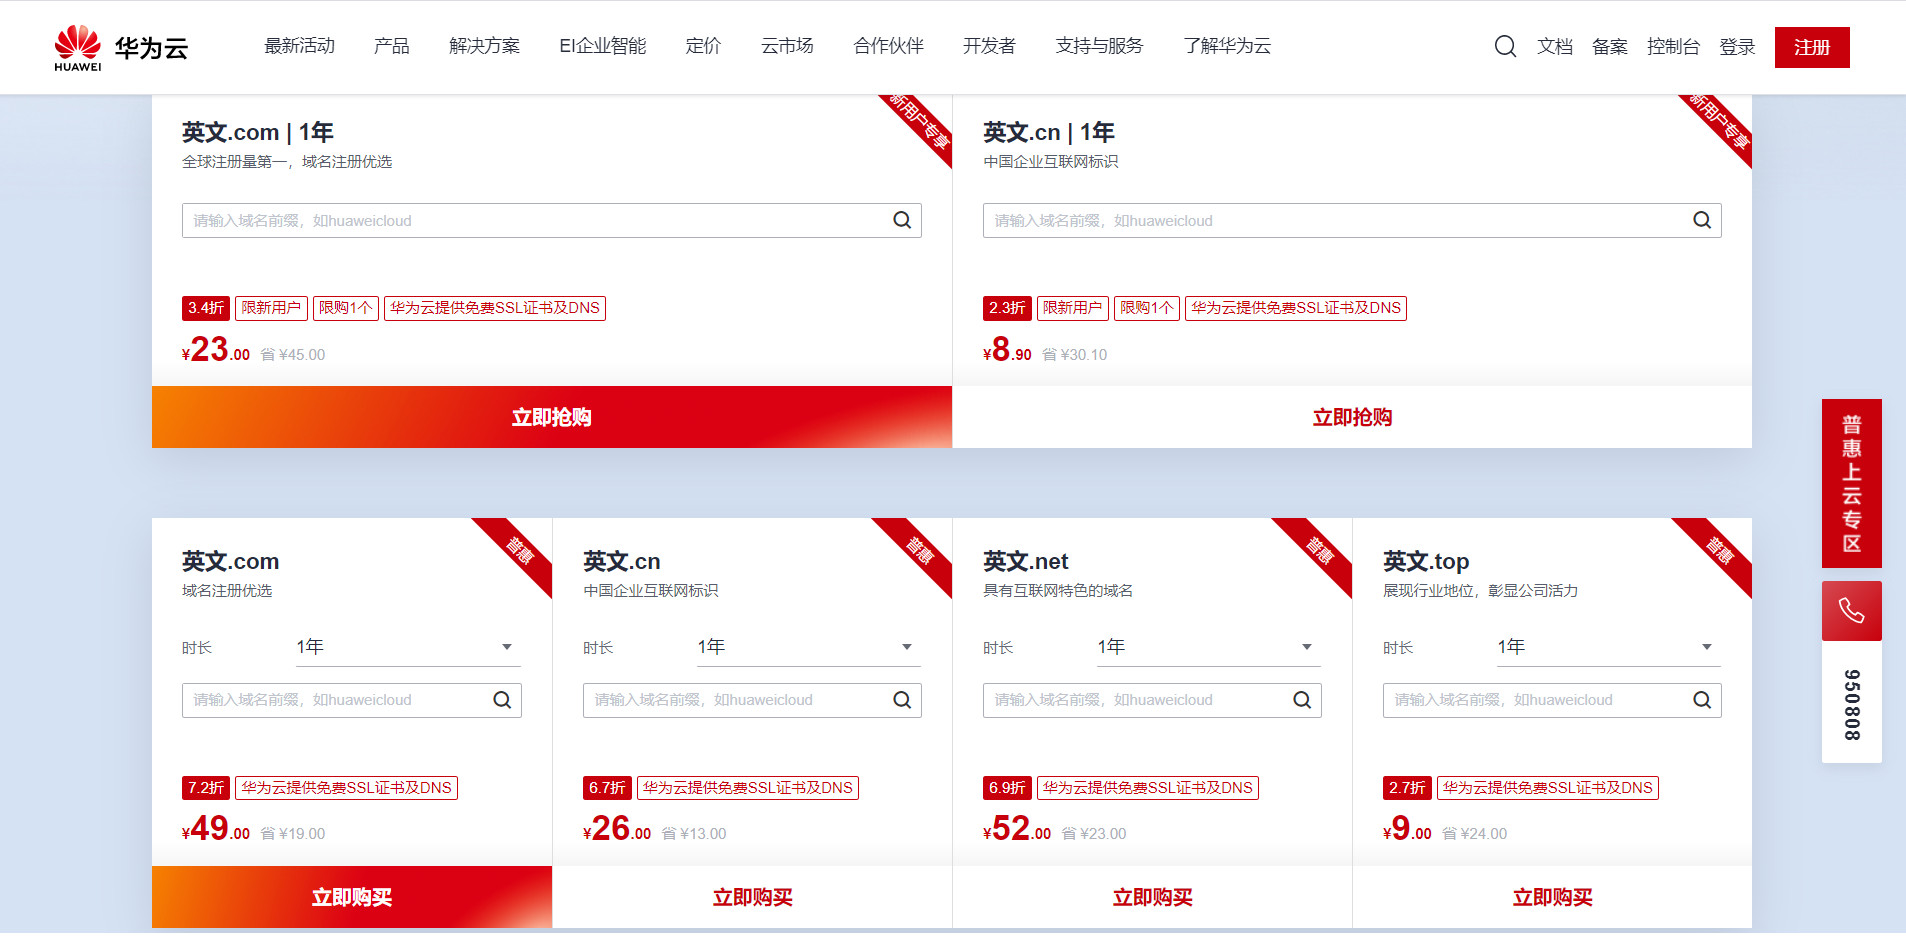 HUAWEI
华为云
最新活动 产品 解决方案 EI企业智能 定价 云市场 合作伙伴 开发者 支持与服务 了解华为云
文档 备案 控制台 登录 注册
英文.com | 1年
新用户专享
全球注册量第一，域名注册优选
请输入域名前缀，如huaweicloud
3.4折 限新用户 限购1个 华为云提供免费SSL证书及DNS
¥23.00 省 ¥45.00
立即抢购
英文.cn | 1年
新用户专享
中国企业互联网标识
请输入域名前缀，如huaweicloud
2.3折 限新用户 限购1个 华为云提供免费SSL证书及DNS
¥8.90 省 ¥30.10
立即抢购
英文.com
普惠
域名注册优选
时长 1年
请输入域名前缀，如huaweicloud
7.2折 华为云提供免费SSL证书及DNS
¥49.00 省 ¥19.00
立即购买
英文.cn
普惠
中国企业互联网标识
时长 1年
请输入域名前缀，如huaweicloud
6.7折 华为云提供免费SSL证书及DNS
¥26.00 省 ¥13.00
立即购买
英文.net
普惠
具有互联网特色的域名
时长 1年
请输入域名前缀，如huaweicloud
6.9折 华为云提供免费SSL证书及DNS
¥52.00 省 ¥23.00
立即购买
英文.top
普惠
展现行业地位，彰显公司活力
时长 1年
请输入域名前缀，如huaweicloud
2.7折 华为云提供免费SSL证书及DNS
¥9.00 省 ¥24.00
立即购买
普惠上云专区
950808